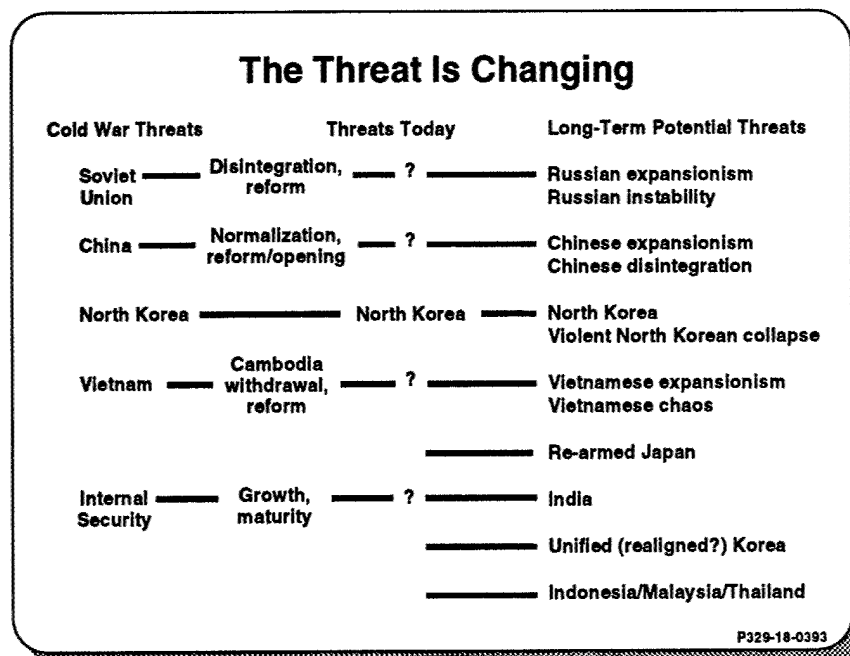 The Threat Is Changing
Cold War Threats Threats Today Long-Term Potential Threats
Soviet Union
Disintegration, reform
?
Russian expansionism
Russian instability
China
Normalization, reform/opening
?
Chinese expansionism
Chinese disintegration
North Korea
North Korea
North Korea
Violent North Korean collapse
Vietnam
Cambodia withdrawal, reform
?
Vietnamese expansionism
Vietnamese chaos
Re-armed Japan
Internal Security
Growth, maturity
?
India
Unified (realigned?) Korea
Indonesia/Malaysia/Thailand
P329-18-0393